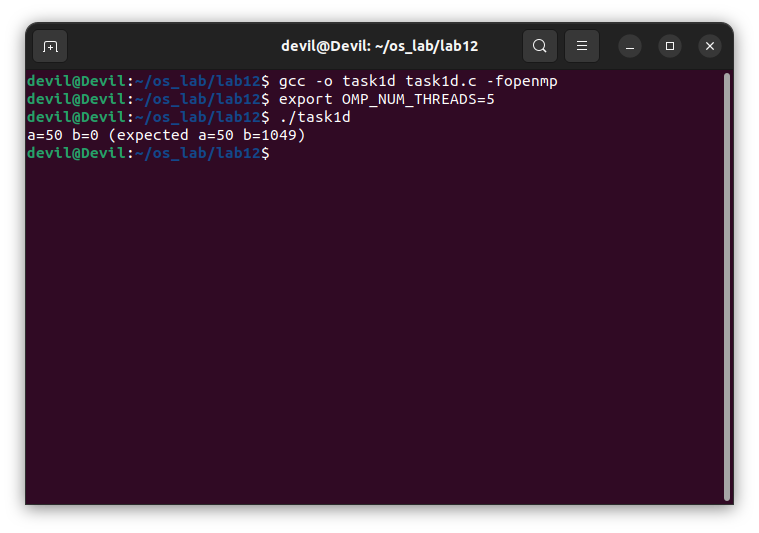 devil@Devil: ~/os_lab/lab12
devil@Devil:~/os_lab/lab12$ gcc -o task1d task1d.c -fopenmp
devil@Devil:~/os_lab/lab12$ export OMP_NUM_THREADS=5
devil@Devil:~/os_lab/lab12$ ./task1d
a=50 b=0 (expected a=50 b=1049)
devil@Devil:~/os_lab/lab12$